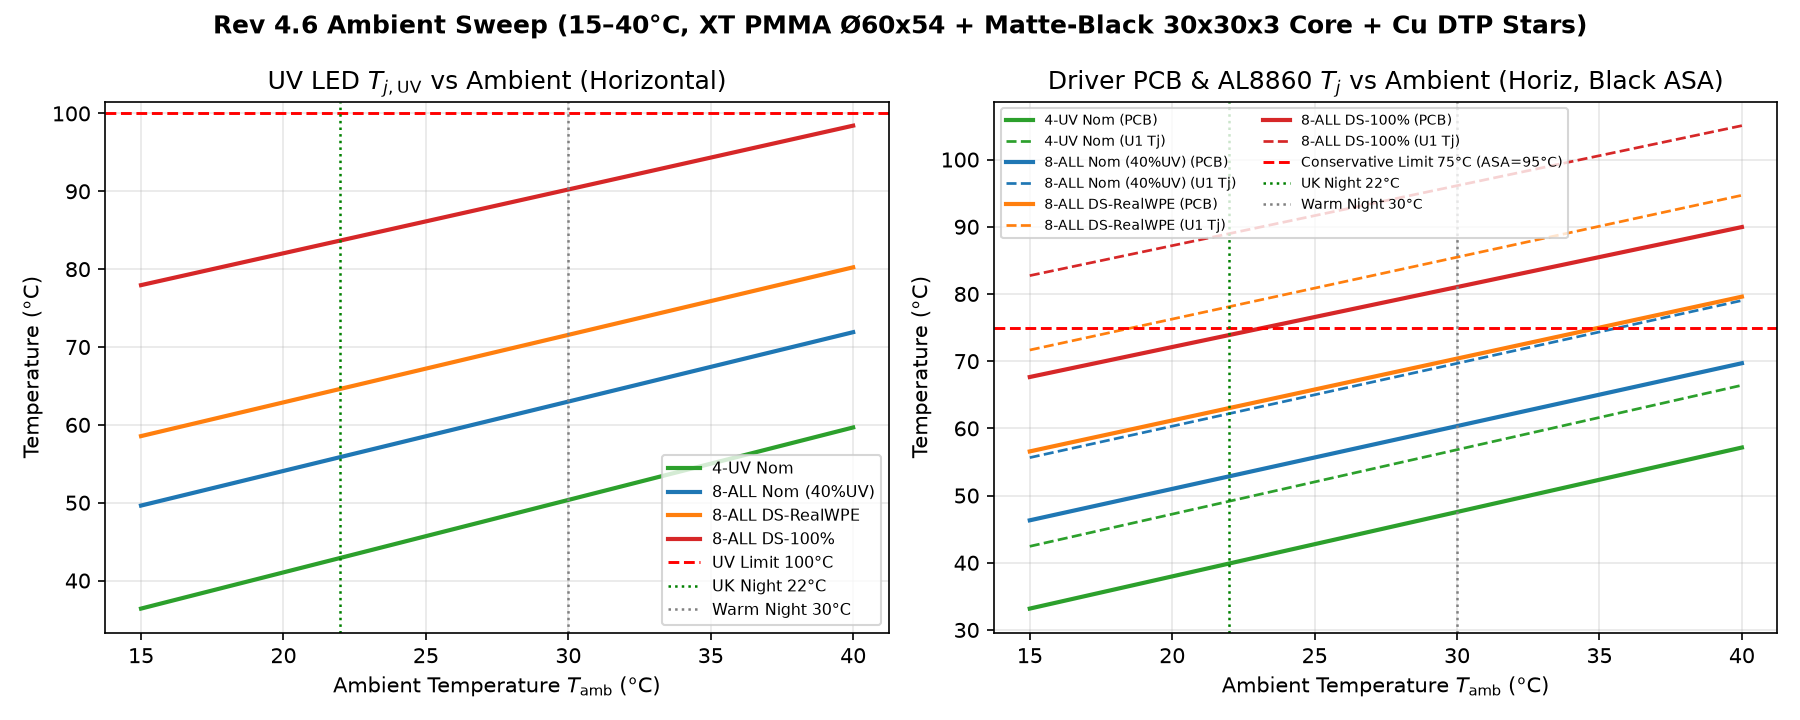 Rev 4.6 Ambient Sweep (15–40°C, XT PMMA Ø60x54 + Matte-Black 30x30x3 Core + Cu DTP Stars)
UV LED Tj, UV vs Ambient (Horizontal)
Temperature (°C)
100
90
80
70
60
50
40
4-UV Nom
8-ALL Nom (40%UV)
8-ALL DS-RealWPE
8-ALL DS-100%
UV Limit 100°C
UK Night 22°C
Warm Night 30°C
15 20 25 30 35 40
Ambient Temperature Tamb (°C)
Driver PCB & AL8860 Tj vs Ambient (Horiz, Black ASA)
Temperature (°C)
100
90
80
70
60
50
40
30
4-UV Nom (PCB)
4-UV Nom (U1 Tj)
8-ALL Nom (40%UV) (PCB)
8-ALL Nom (40%UV) (U1 Tj)
8-ALL DS-RealWPE (PCB)
8-ALL DS-RealWPE (U1 Tj)
8-ALL DS-100% (PCB)
8-ALL DS-100% (U1 Tj)
Conservative Limit 75°C (ASA=95°C)
UK Night 22°C
Warm Night 30°C
15 20 25 30 35 40
Ambient Temperature Tamb (°C)